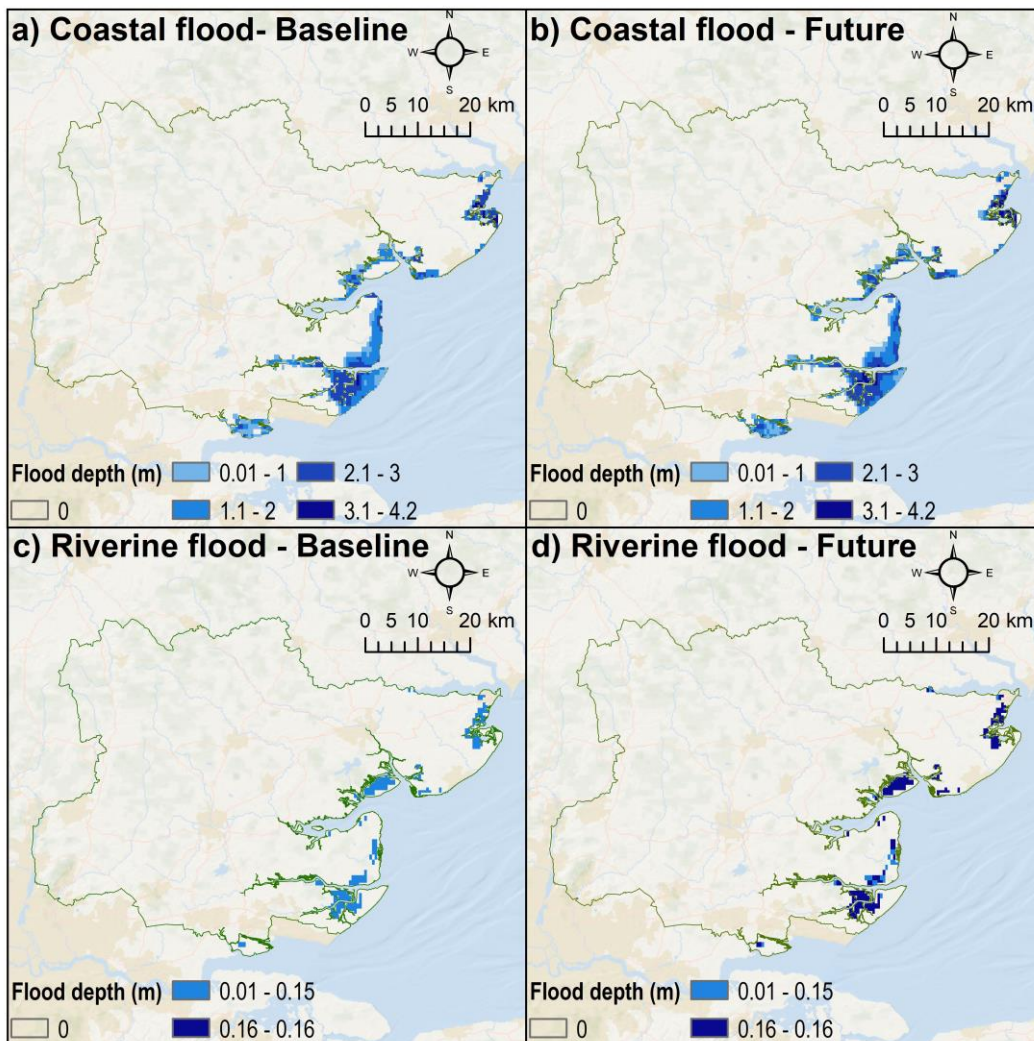 a) Coastal flood- Baseline
N
W E
S
0 5 10 20 km
Flood depth (m) 0.01 - 1 2.1 - 3
0 1.1 - 2 3.1 - 4.2
b) Coastal flood - Future
N
W E
S
0 5 10 20 km
Flood depth (m) 0.01 - 1 2.1 - 3
0 1.1 - 2 3.1 - 4.2
c) Riverine flood - Baseline
N
W E
S
0 5 10 20 km
Flood depth (m) 0.01 - 0.15
0 0.16 - 0.16
d) Riverine flood - Future
N
W E
S
0 5 10 20 km
Flood depth (m) 0.01 - 0.15
0 0.16 - 0.16